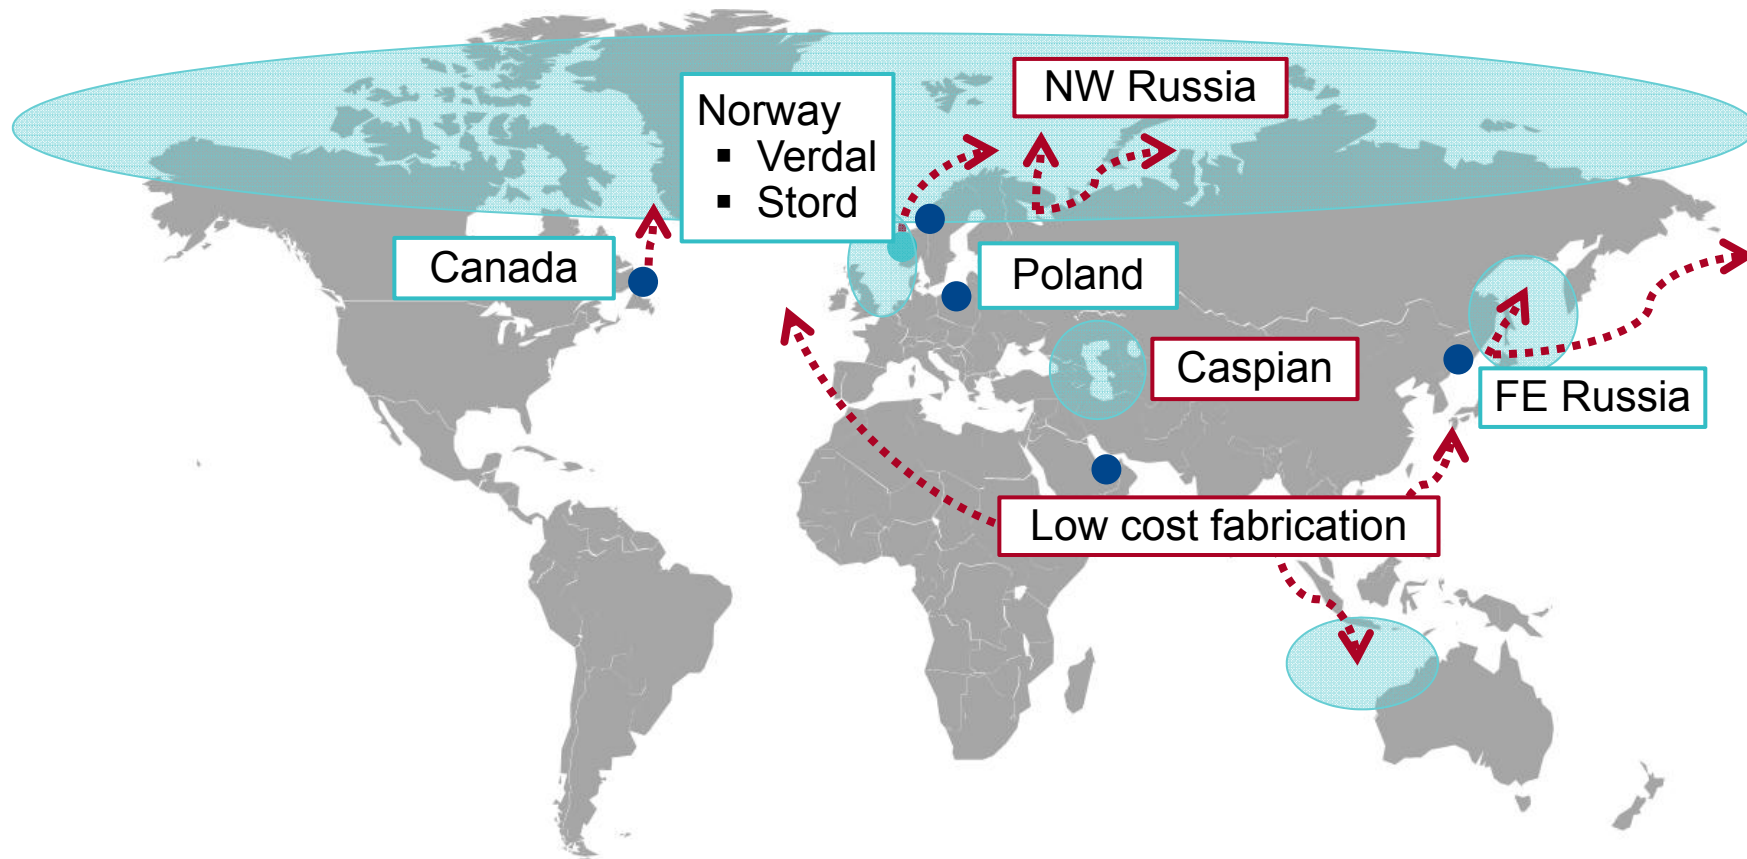 NW Russia
Norway
▪ Verdal
▪ Stord
Canada
Poland
Caspian
FE Russia
Low cost fabrication